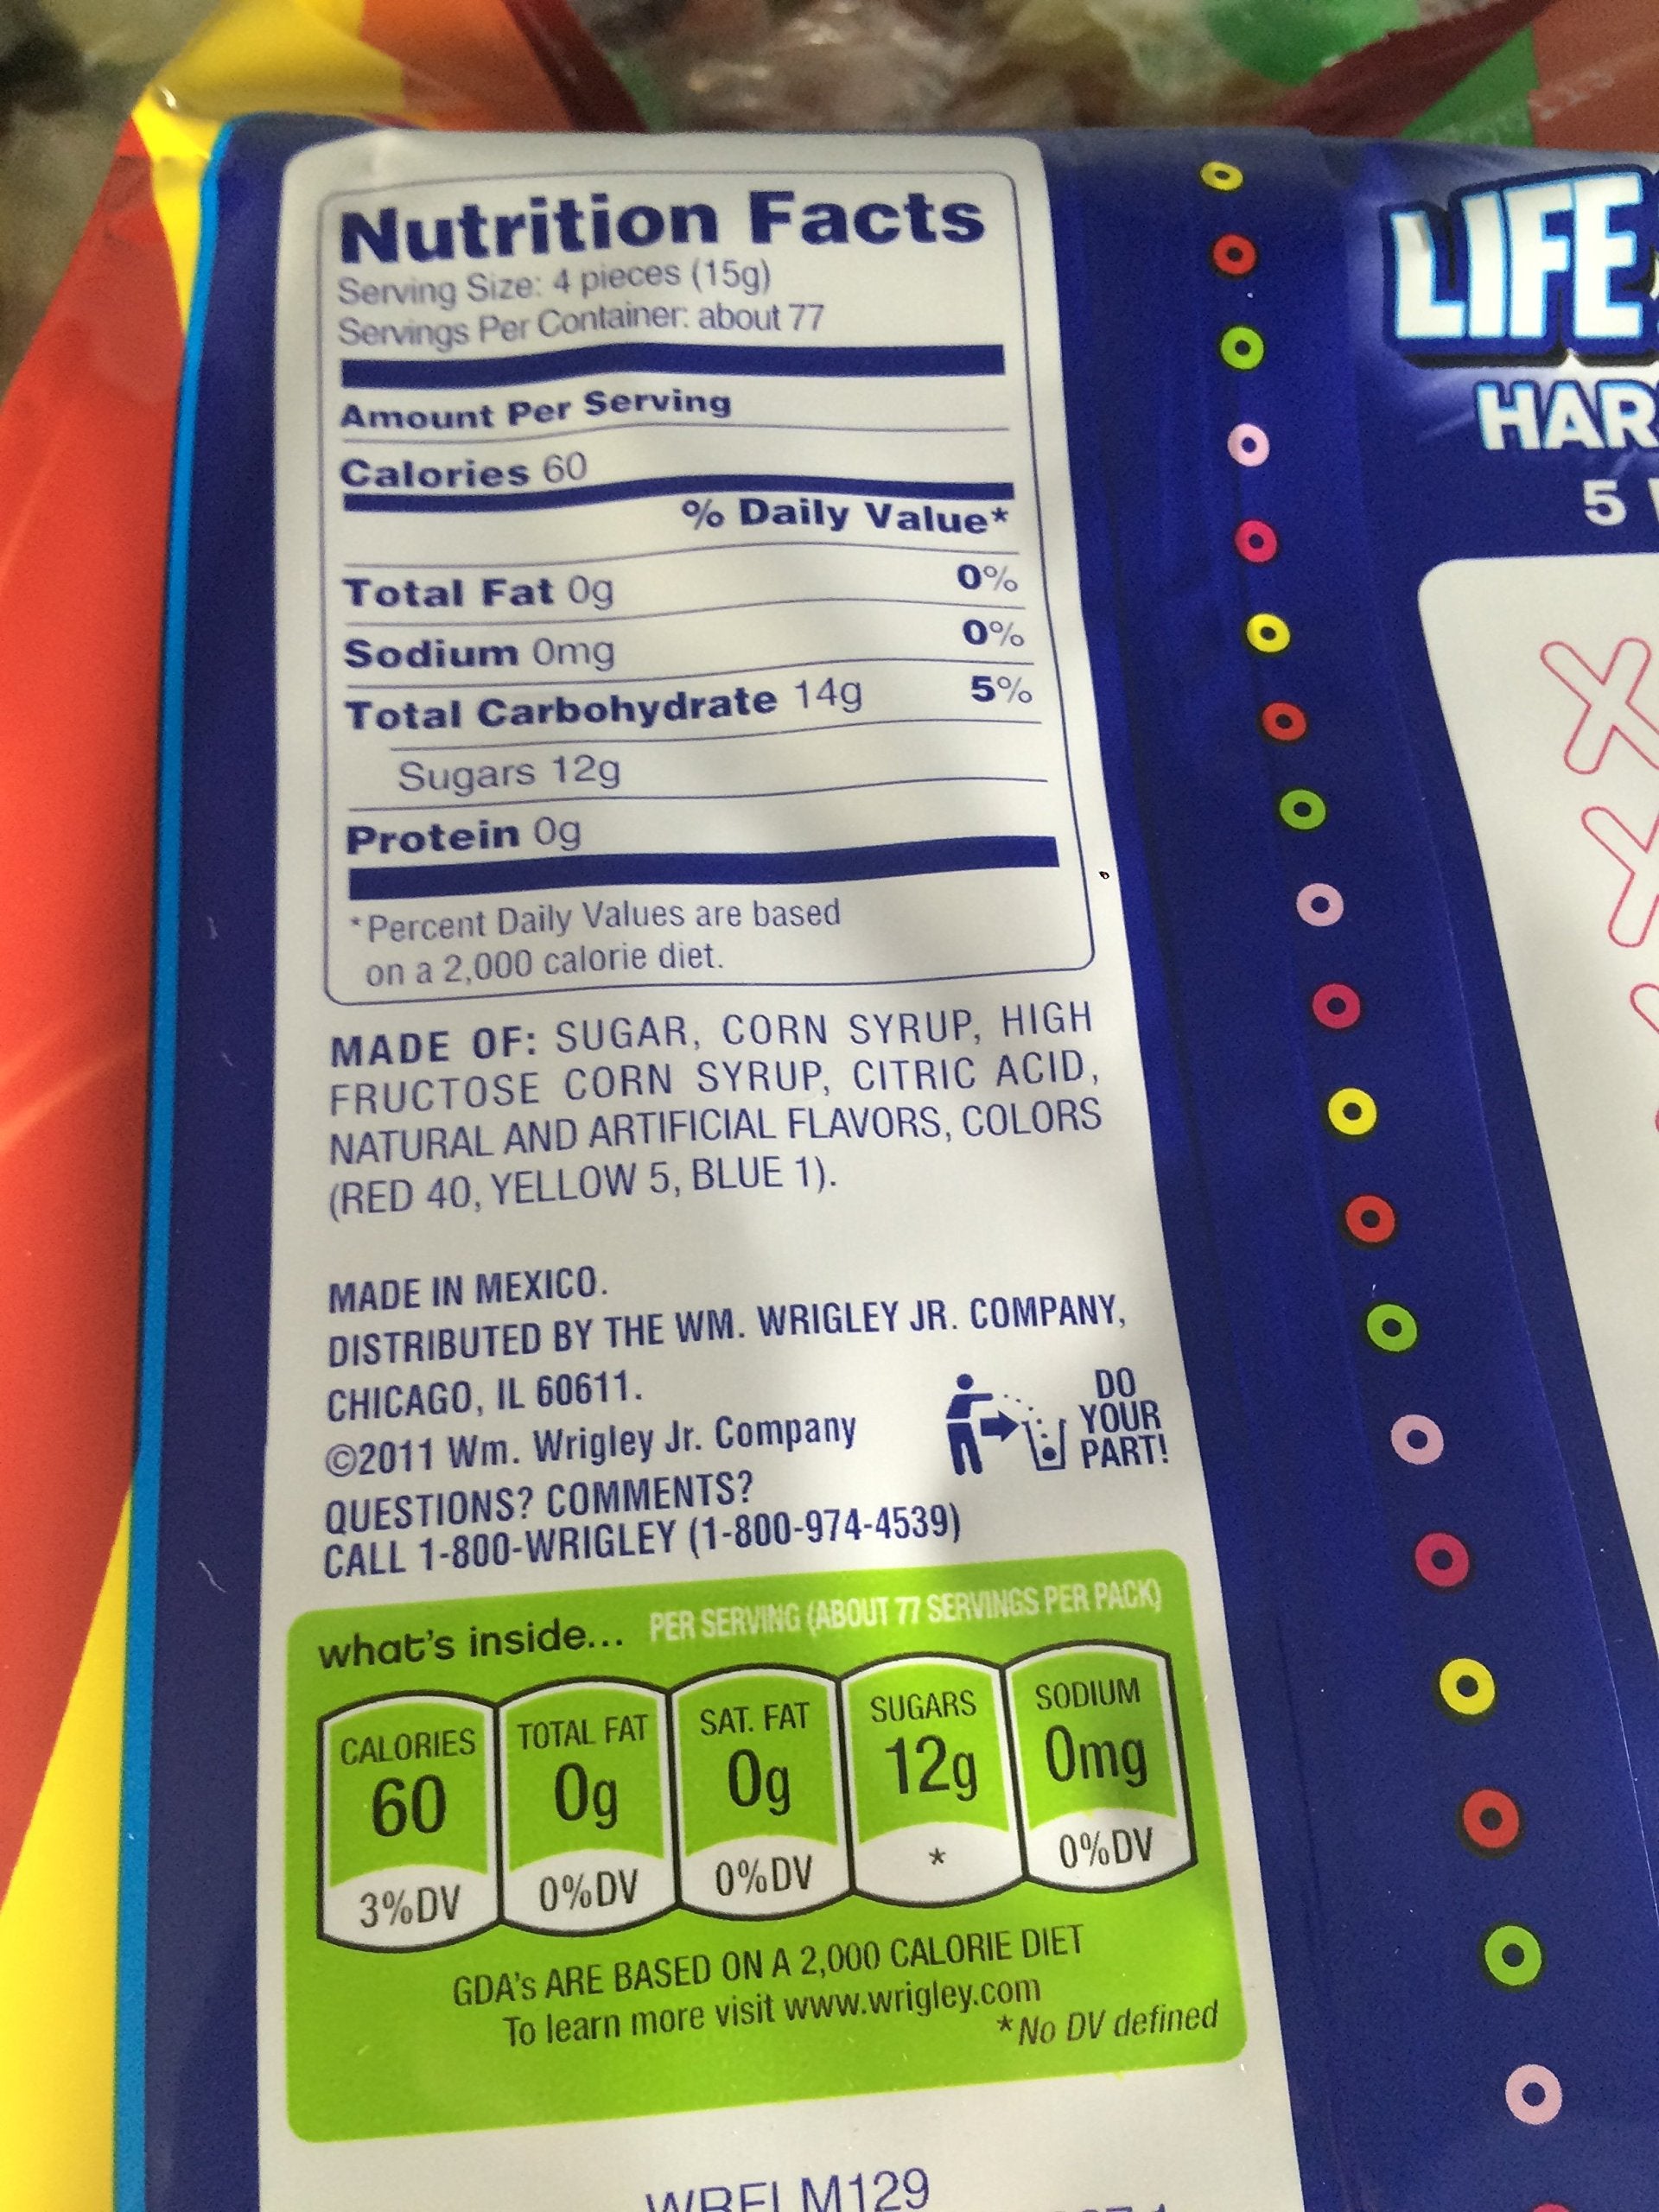 Nutrition Facts
Serving Size: 4 pieces (15g)
Servings Per Container: about 77
Amount Per Serving
Calories 60
% Daily Value*
Total Fat 0g 0%
Sodium 0mg 0%
Total Carbohydrate 14g 5%
Sugars 12g
Protein 0g
*Percent Daily Values are based
on a 2,000 calorie diet.
MADE OF: SUGAR, CORN SYRUP, HIGH
FRUCTOSE CORN SYRUP, CITRIC ACID,
NATURAL AND ARTIFICIAL FLAVORS, COLORS
(RED 40, YELLOW 5, BLUE 1).
MADE IN MEXICO.
DISTRIBUTED BY THE WM. WRIGLEY JR. COMPANY,
CHICAGO, IL 60611.
©2011 Wm. Wrigley Jr. Company
QUESTIONS? COMMENTS?
CALL 1-800-WRIGLEY (1-800-974-4539)
DO
YOUR
PART!
what's inside... PER SERVING (ABOUT 77 SERVINGS PER PACK)
CALORIES
60
3%DV
TOTAL FAT
0g
0%DV
SAT. FAT
0g
0%DV
SUGARS
12g
*
SODIUM
0mg
0%DV
GDA's ARE BASED ON A 2,000 CALORIE DIET
To learn more visit www.wrigley.com
*No DV defined
LIFE
HAR
5